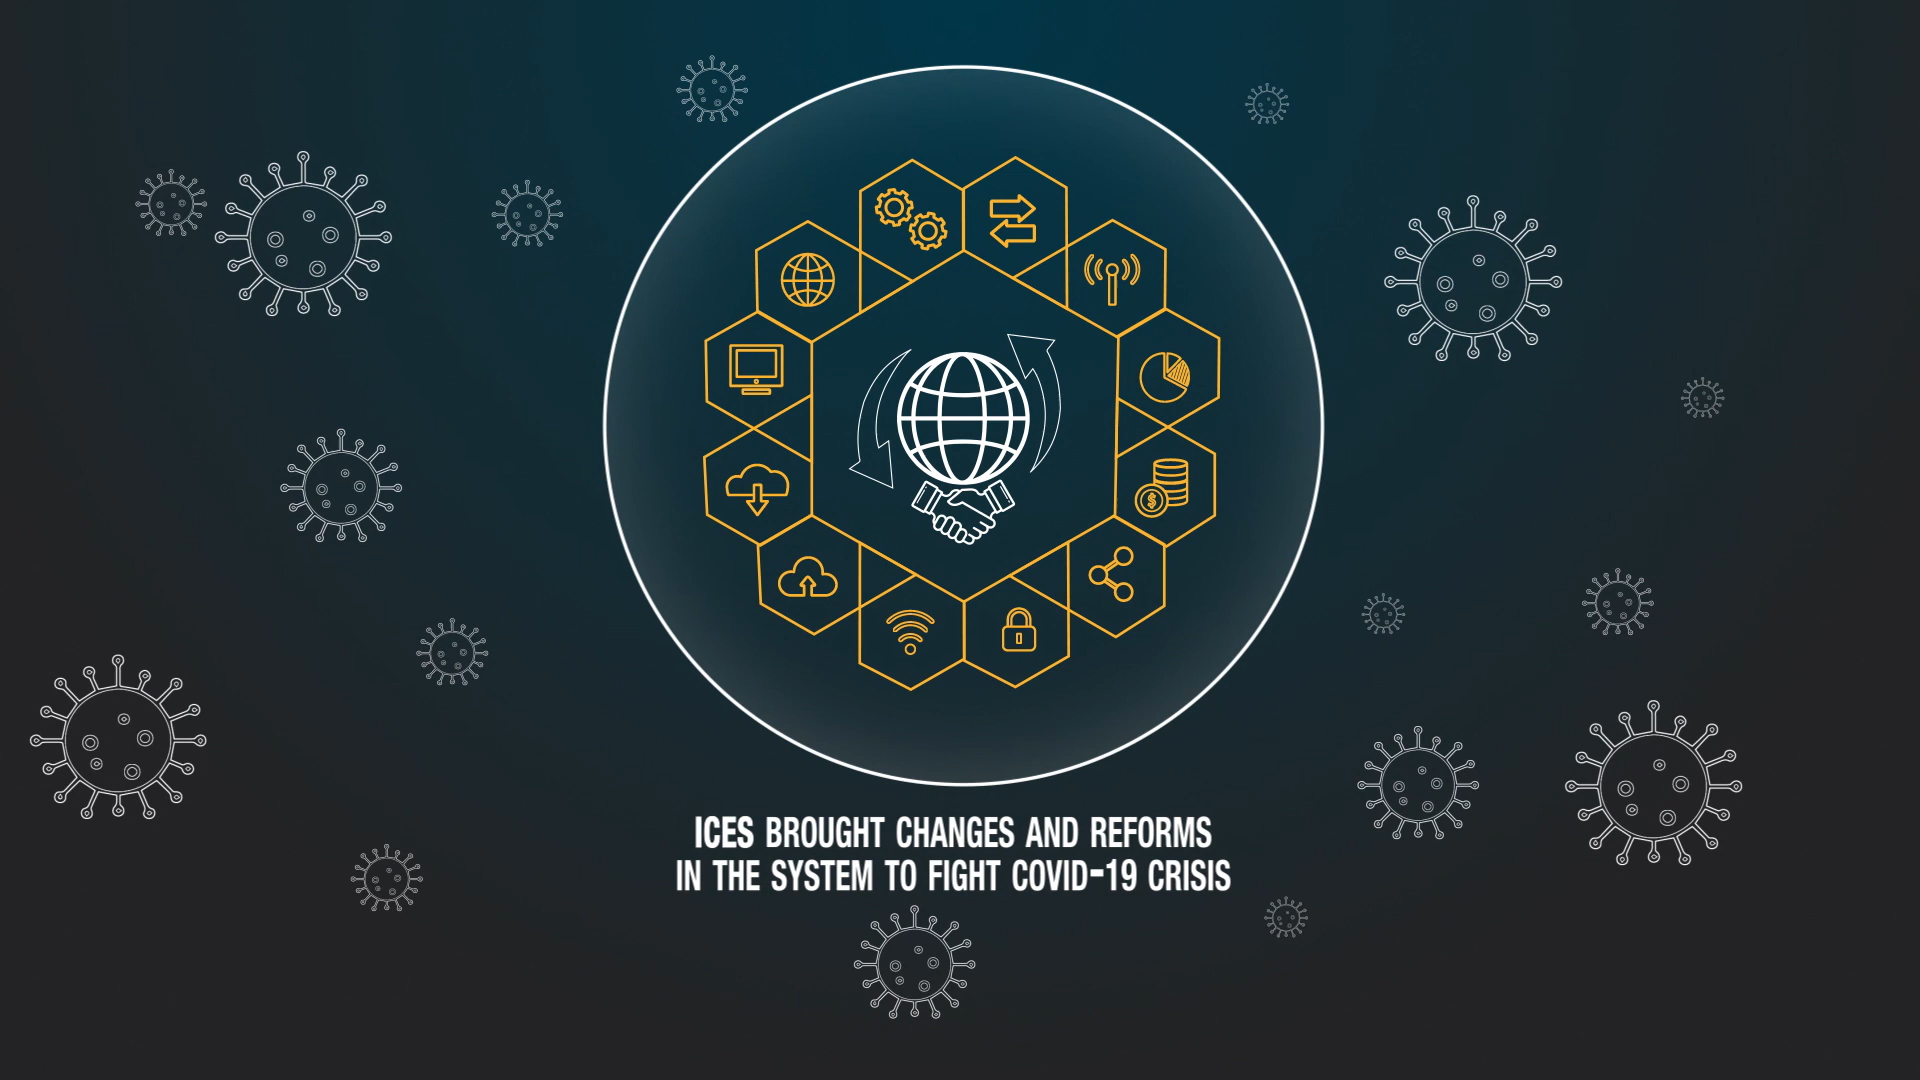 ICES BROUGHT CHANGES AND REFORMS
IN THE SYSTEM TO FIGHT COVID-19 CRISIS